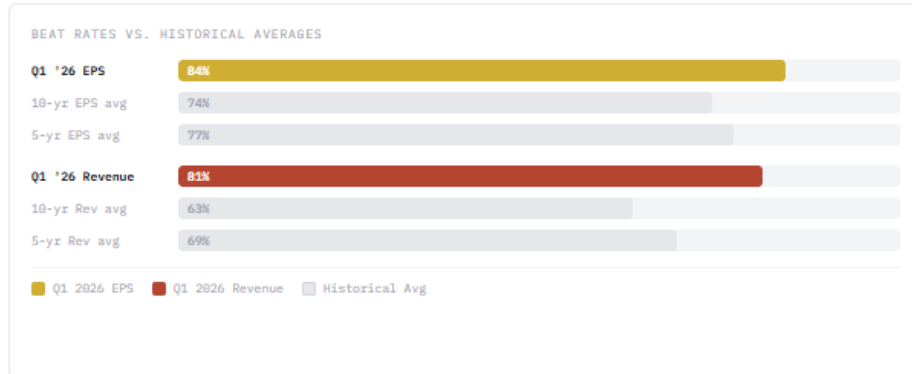 BEAT RATES VS. HISTORICAL AVERAGES
Q1 '26 EPS 84%
10-yr EPS avg 74%
5-yr EPS avg 77%
Q1 '26 Revenue 81%
10-yr Rev avg 63%
5-yr Rev avg 69%
Q1 2026 EPS Q1 2026 Revenue Historical Avg